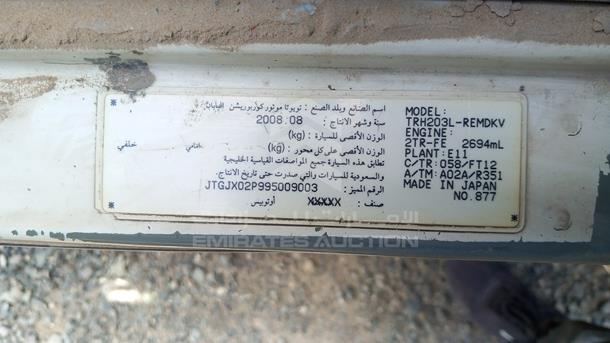 اسم الصانع وبلد الصنع : تويوتا موتور كوربوريشن اليابان
سنة وشهر الانتاج : 2008.08
الوزن الأقصى للسيارة : (kg)
الوزن الأقصى على كل محور : (kg) امامي خلفي
تطابق هذه السيارة جميع المواصفات القياسية الخليجية
والسعودية للسيارات والتي صدرت حتى تاريخ الانتاج.
الرقم المميز : JTGJX02P995009003
صنف : XXXXX أوتوبيس
MODEL:
TRH203L-REMDKV
ENGINE:
2TR-FE 2694mL
PLANT: E11
C/TR: 058/FT12
A/TM: A02A/R351
MADE IN JAPAN
NO.877
الإمارات للمزادات
EMIRATES AUCTION